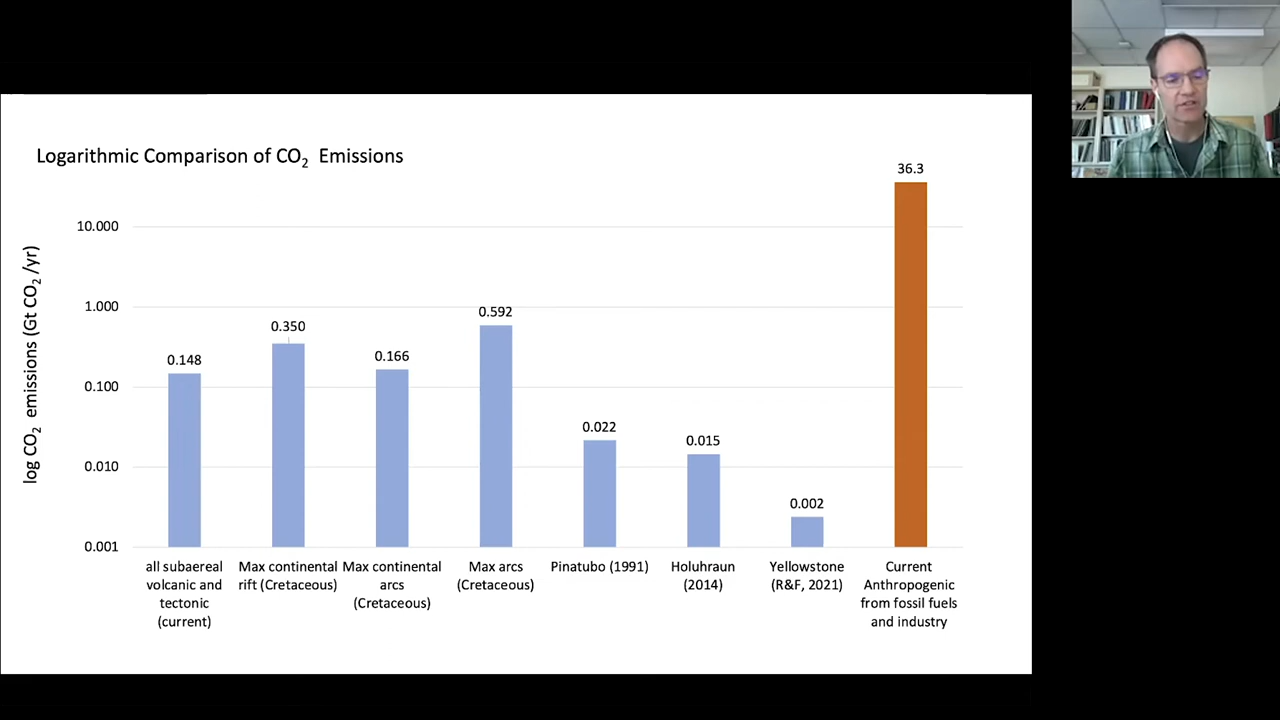 Logarithmic Comparison of CO₂ Emissions
log CO₂ emissions (Gt CO₂ /yr)
10.000
1.000
0.100
0.010
0.001
0.148
0.350
0.166
0.592
0.022
0.015
0.002
36.3
all subaereal
volcanic and
tectonic
(current)
Max continental
rift (Cretaceous)
Max continental
arcs
(Cretaceous)
Max arcs
(Cretaceous)
Pinatubo (1991)
Holuhraun
(2014)
Yellowstone
(R&F, 2021)
Current
Anthropogenic
from fossil fuels
and industry